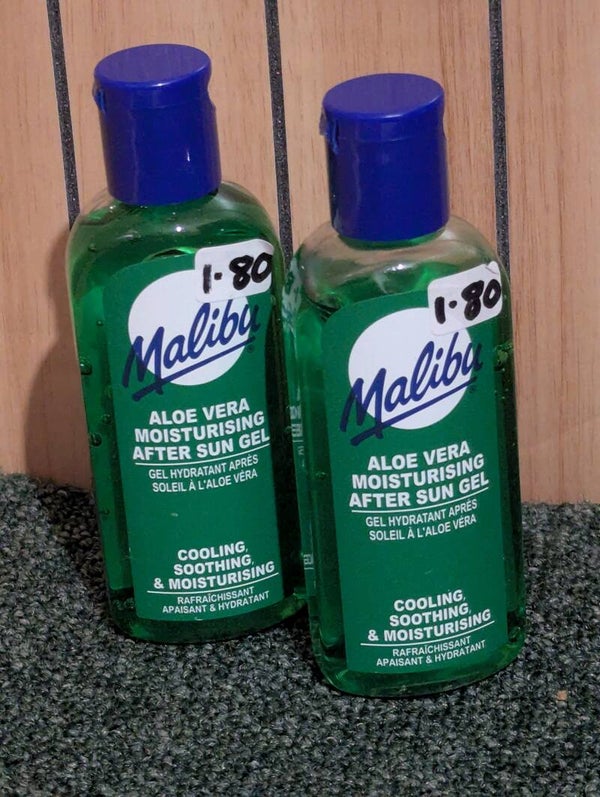 1-80
Malibu
ALOE VERA
MOISTURISING
AFTER SUN GEL
GEL HYDRATANT APRÈS
SOLEIL À L'ALOE VÉRA
COOLING,
SOOTHING,
& MOISTURISING
RAFRAÎCHISSANT
APAISANT & HYDRATANT
1-80
Malibu
ALOE VERA
MOISTURISING
AFTER SUN GEL
GEL HYDRATANT APRÈS
SOLEIL À L'ALOE VÉRA
COOLING,
SOOTHING,
& MOISTURISING
RAFRAÎCHISSANT
APAISANT & HYDRATANT